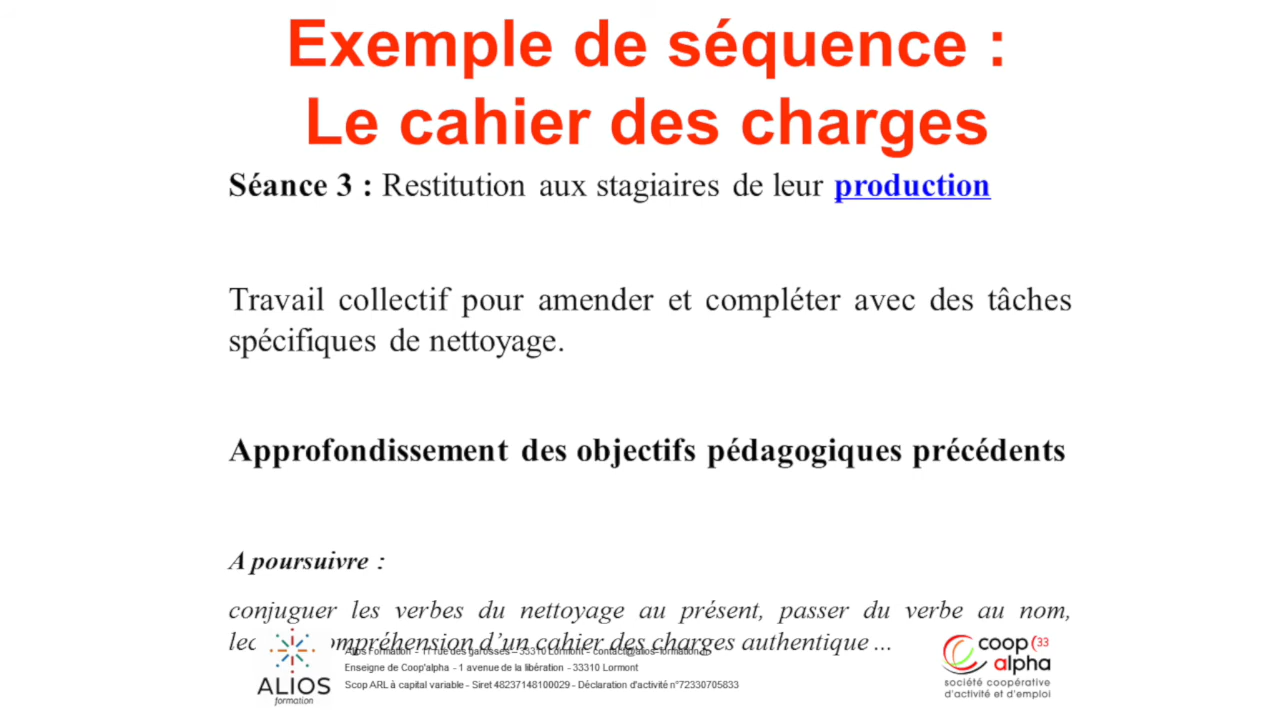 Exemple de séquence :
Le cahier des charges
Séance 3 : Restitution aux stagiaires de leur production
Travail collectif pour amender et compléter avec des tâches
spécifiques de nettoyage.
Approfondissement des objectifs pédagogiques précédents
A poursuivre :
conjuguer les verbes du nettoyage au présent, passer du verbe au nom,
d'un cahier des charges authentique ...
Alios Formation - 11 rue des garosses – 33310 Lormont - contact@alios-formation.fr
Enseigne de Coop'alpha - 1 avenue de la libération - 33310 Lormont
Scop ARL à capital variable - Siret 48237148100029 - Déclaration d'activité n°72330705833
ALIOS
formation
coop (33
alpha
société coopérative
d'activité et d'emploi